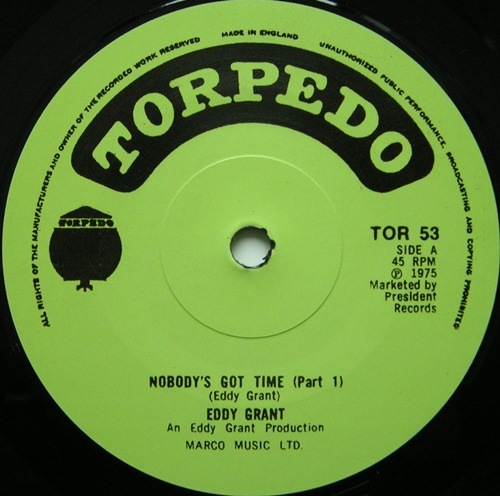 ALL RIGHTS OF THE MANUFACTURERS AND OWNER OF THE RECORDED WORK RESERVED
MADE IN ENGLAND
UNAUTHORIZED PUBLIC PERFORMANCE, BROADCASTING AND COPYING PROHIBITED
TORPEDO
TORPEDO
TOR 53
SIDE A
45 RPM
℗ 1975
Marketed by
President
Records
NOBODY'S GOT TIME (Part 1)
(Eddy Grant)
EDDY GRANT
An Eddy Grant Production
MARCO MUSIC LTD.